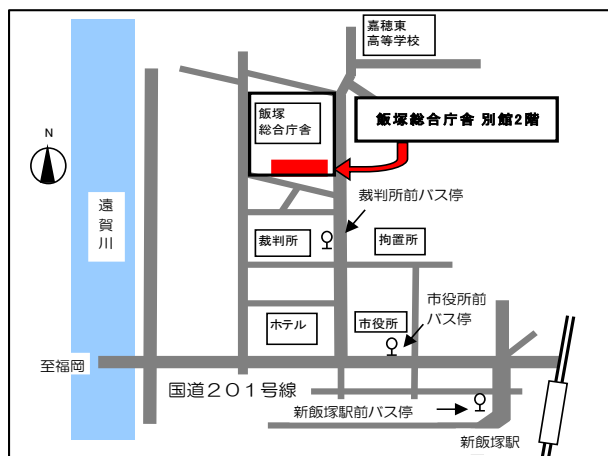 嘉穂東
高等学校
飯塚
総合庁舎
飯塚総合庁舎 別館2階
N
遠
賀
川
裁判所前バス停
裁判所
拘置所
市役所前
バス停
ホテル
市役所
至福岡
国道201号線
新飯塚駅前バス停
新飯塚駅